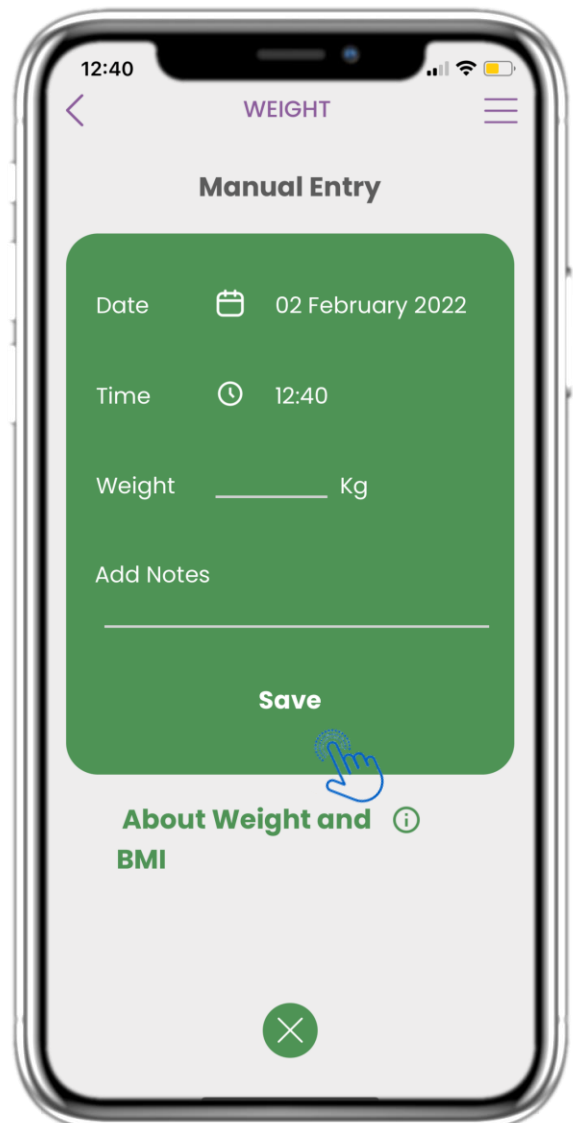 12:40
WEIGHT
Manual Entry
Date 02 February 2022
Time 12:40
Weight Kg
Add Notes
Save
About Weight and
BMI